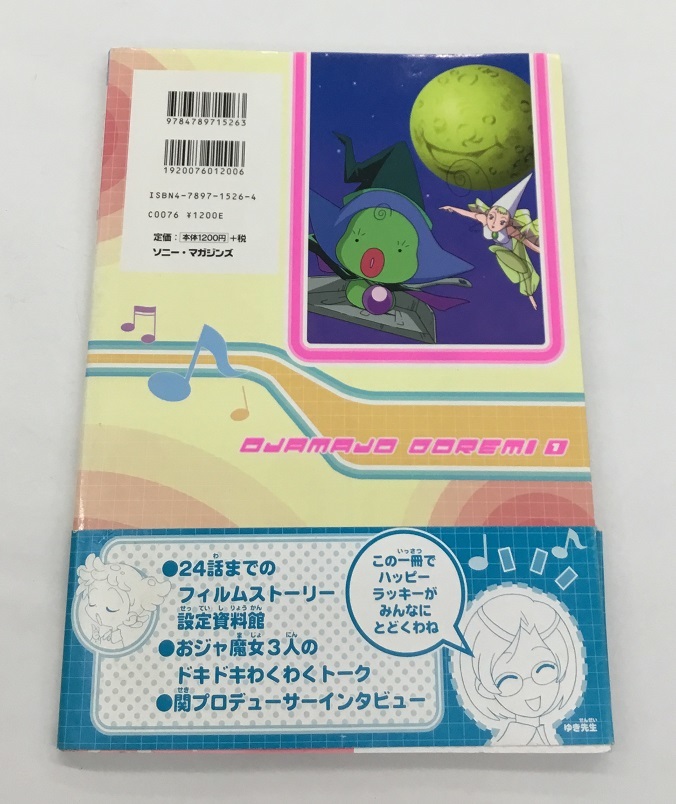 9784789715263
1920076012006
ISBN4-7897-1526-4
C0076 ¥1200E
定価：本体1200円+税
ソニー・マガジンズ
OJAMAJO DOREMI 1
●24話までの
フィルムストーリー
設定資料館
●おジャ魔女3人の
ドキドキわくわくトーク
●関プロデューサーインタビュー
この一冊で
ハッピー
ラッキーが
みんなに
とどくわね
ゆき先生